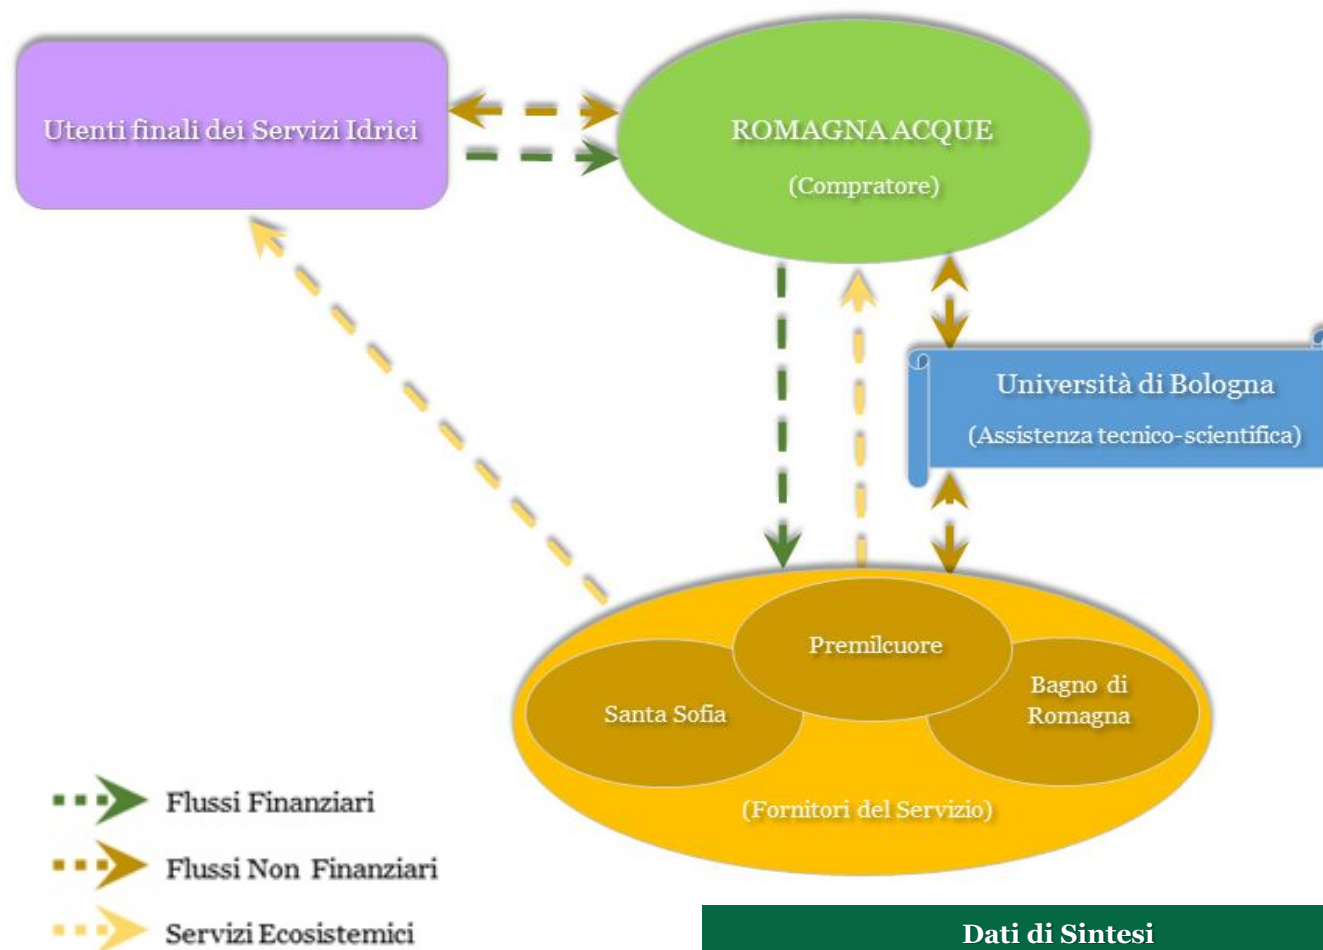 Utenti finali dei Servizi Idrici
ROMAGNA ACQUE
(Compratore)
Università di Bologna
(Assistenza tecnico-scientifica)
Premilcuore
Santa Sofia
Bagno di
Romagna
(Fornitori del Servizio)
Flussi Finanziari
Flussi Non Finanziari
Servizi Ecosistemici
Dati di Sintesi